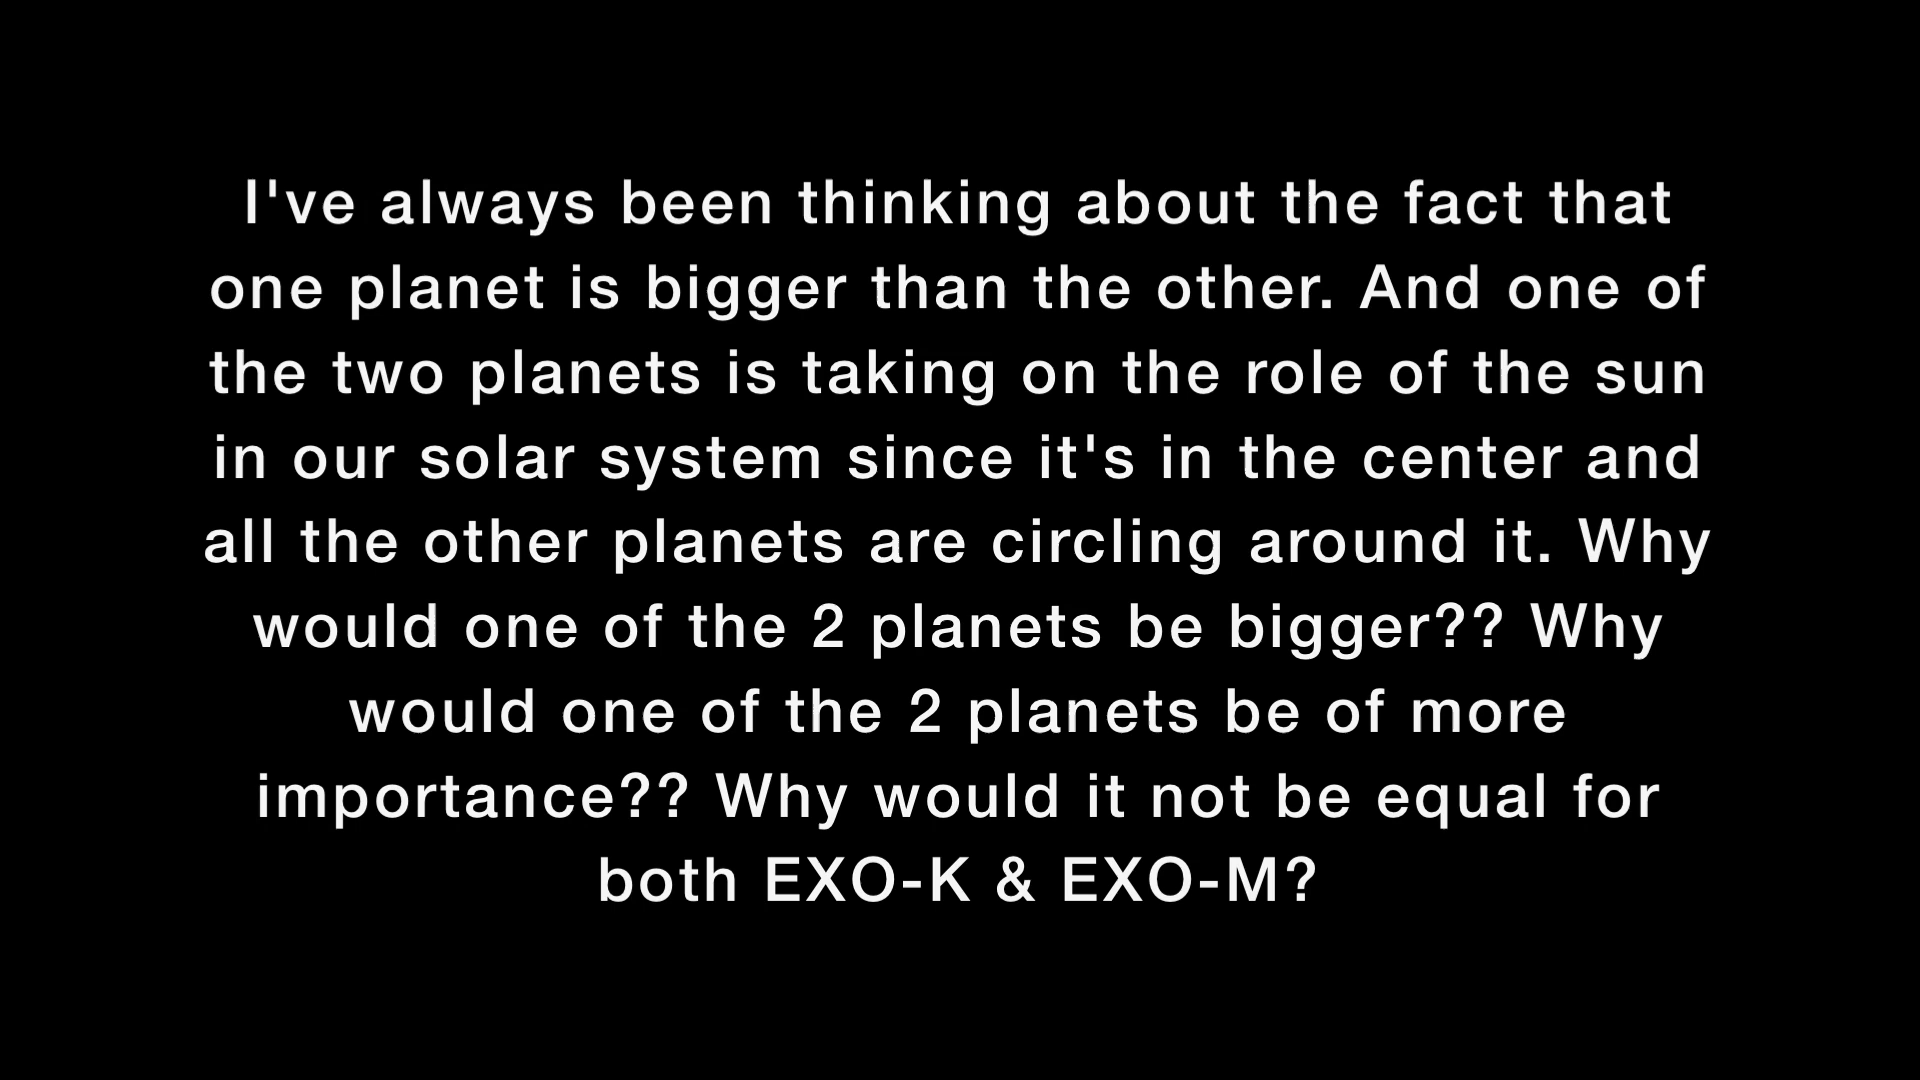 I've always been thinking about the fact that
one planet is bigger than the other. And one of
the two planets is taking on the role of the sun
in our solar system since it's in the center and
all the other planets are circling around it. Why
would one of the 2 planets be bigger?? Why
would one of the 2 planets be of more
importance?? Why would it not be equal for
both EXO-K & EXO-M?